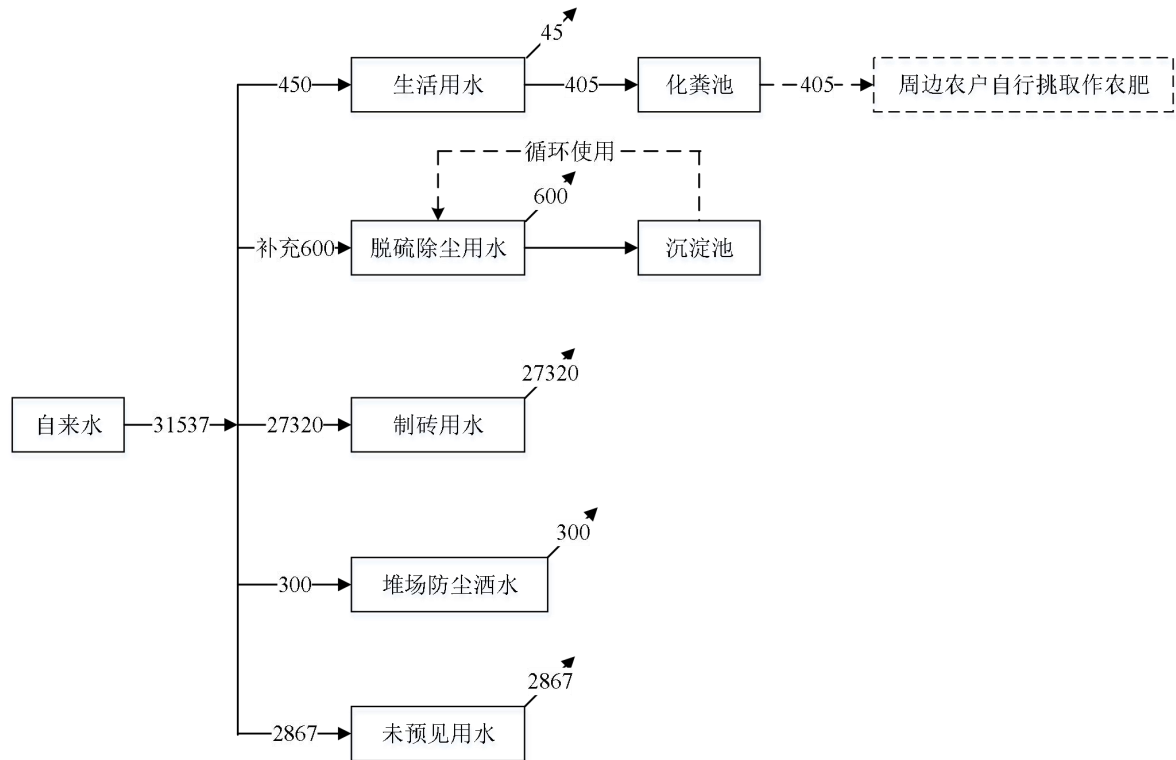 45
450
生活用水
405
化粪池
405
周边农户自行挑取作农肥
循环使用
600
补充600
脱硫除尘用水
沉淀池
27320
自来水
31537
27320
制砖用水
300
300
堆场防尘洒水
2867
2867
未预见用水